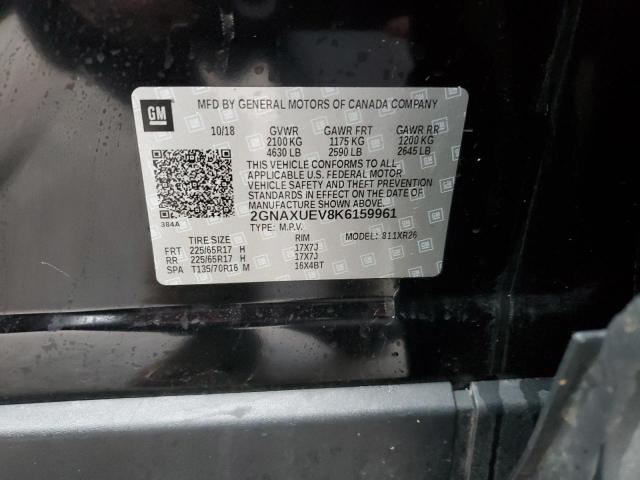 GM
MFD BY GENERAL MOTORS OF CANADA COMPANY
10/18 GVWR GAWR FRT GAWR RR
2100 KG 1175 KG 1200 KG
4630 LB 2590 LB 2645 LB
THIS VEHICLE CONFORMS TO ALL
APPLICABLE U.S. FEDERAL MOTOR
VEHICLE SAFETY AND THEFT PREVENTION
STANDARDS IN EFFECT ON THE DATE OF
MANUFACTURE SHOWN ABOVE.
384A 2GNAXUEV8K6159961
TYPE: M.P.V. MODEL: 811XR26
TIRE SIZE RIM
FRT 225/65R17 H 17X7J
RR 225/65R17 H 17X7J
SPA T135/70R16 M 16X4BT